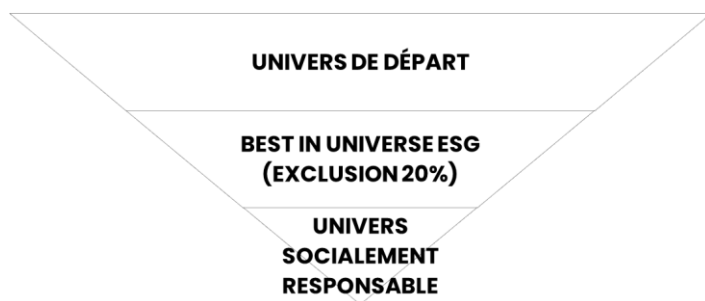 UNIVERS DE DÉPART
BEST IN UNIVERSE ESG
(EXCLUSION 20%)
UNIVERS
SOCIALEMENT
RESPONSABLE